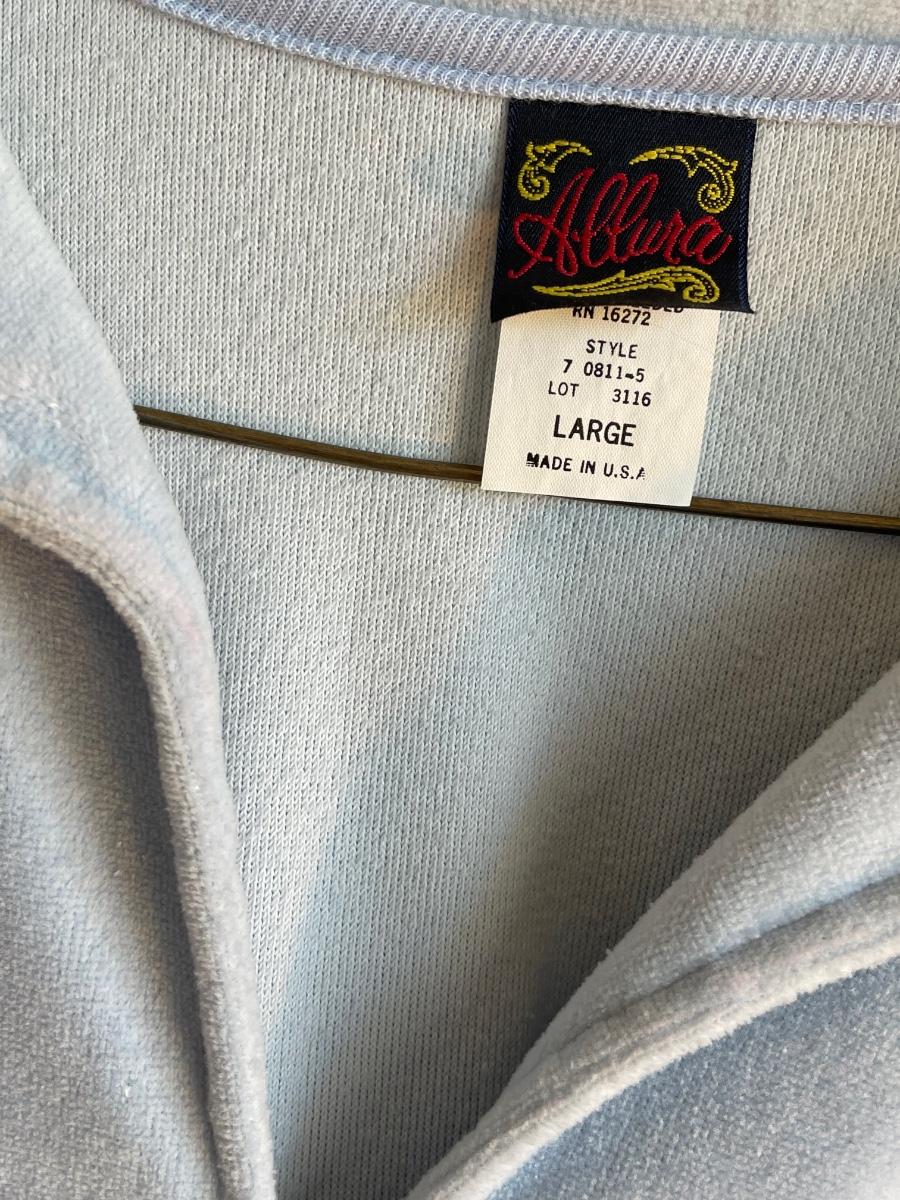 Allura
RN 16272
STYLE
7 0811-5
LOT 3116
LARGE
MADE IN U.S.A